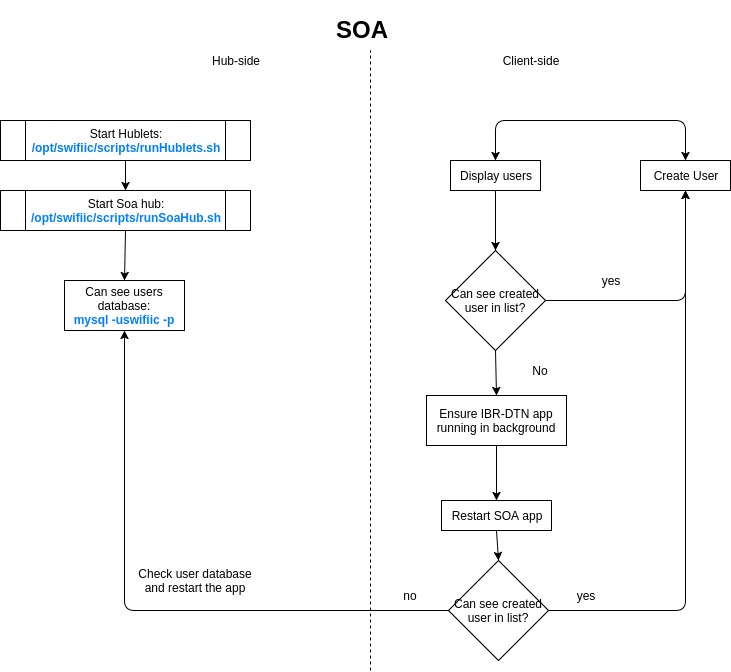 SOA
Hub-side
Client-side
Start Hublets:
/opt/swifiic/scripts/runHublets.sh
Start Soa hub:
/opt/swifiic/scripts/runSoaHub.sh
Can see users
database:
mysql -uswifiic -p
Check user database
and restart the app
Display users
Create User
Can see created
user in list?
yes
No
Ensure IBR-DTN app
running in background
Restart SOA app
Can see created
user in list?
no
yes